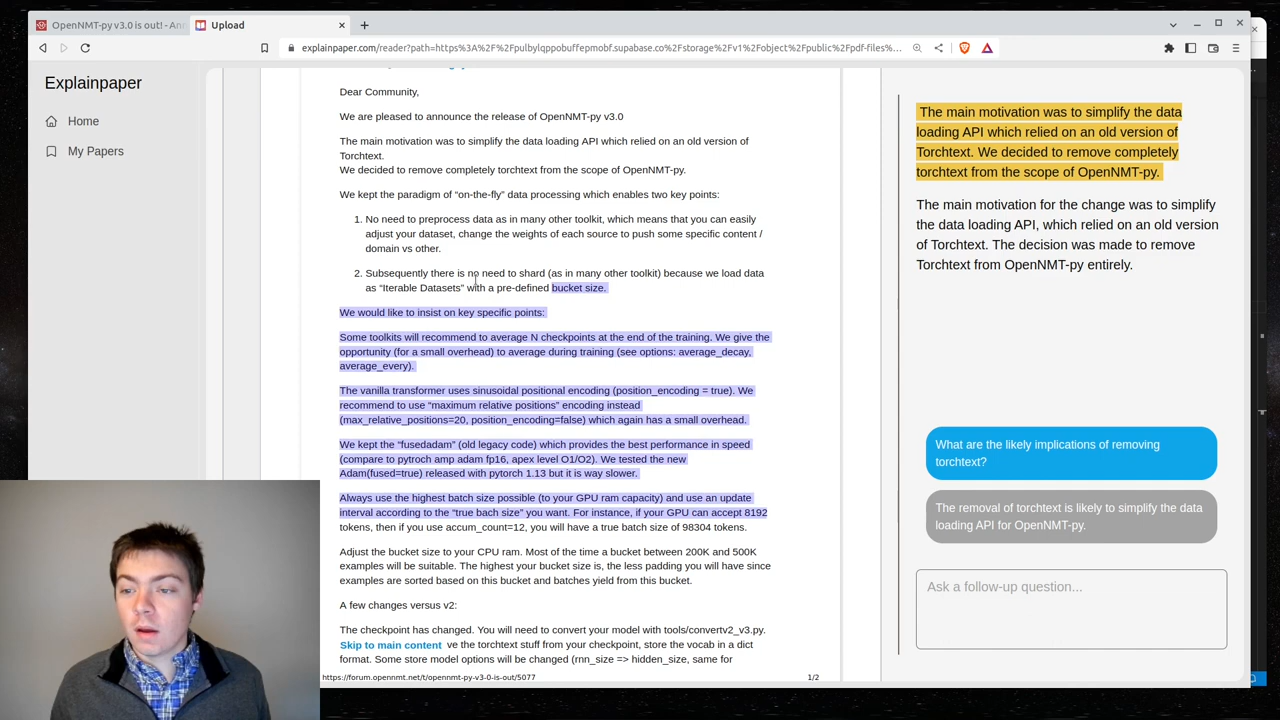 OpenNMT-py v3.0 is out! - Ann
Upload
explainpaper.com/reader?path=https%3A%2F%2Fpulbylqppobuffepmobf.supabase.co%2Fstorage%2Fv1%2Fobject%2Fpublic%2Fpdf-files%2F...
Explainpaper
Home
My Papers
Dear Community,
We are pleased to announce the release of OpenNMT-py v3.0
The main motivation was to simplify the data loading API which relied on an old version of
Torchtext.
We decided to remove completely torchtext from the scope of OpenNMT-py.
We kept the paradigm of “on-the-fly” data processing which enables two key points:
1. No need to preprocess data as in many other toolkit, which means that you can easily
adjust your dataset, change the weights of each source to push some specific content /
domain vs other.
2. Subsequently there is no need to shard (as in many other toolkit) because we load data
as “Iterable Datasets” with a pre-defined bucket size.
We would like to insist on key specific points:
Some toolkits will recommend to average N checkpoints at the end of the training. We give the
opportunity (for a small overhead) to average during training (see options: average_decay,
average_every).
The vanilla transformer uses sinusoidal positional encoding (position_encoding = true). We
recommend to use “maximum relative positions” encoding instead
(max_relative_positions=20, position_encoding=false) which again has a small overhead.
We kept the “fusedadam” (old legacy code) which provides the best performance in speed
(compare to pytroch amp adam fp16, apex level O1/O2). We tested the new
Adam(fused=true) released with pytorch 1.13 but it is way slower.
Always use the highest batch size possible (to your GPU ram capacity) and use an update
interval according to the “true bach size” you want. For instance, if your GPU can accept 8192
tokens, then if you use accum_count=12, you will have a true batch size of 98304 tokens.
Adjust the bucket size to your CPU ram. Most of the time a bucket between 200K and 500K
examples will be suitable. The highest your bucket size is, the less padding you will have since
examples are sorted based on this bucket and batches yield from this bucket.
A few changes versus v2:
The checkpoint has changed. You will need to convert your model with tools/convertv2_v3.py.
Skip to main content ve the torchtext stuff from your checkpoint, store the vocab in a dict
format. Some store model options will be changed (rnn_size => hidden_size, same for
https://forum.opennmt.net/t/opennmt-py-v3-0-is-out/5077
1/2
The main motivation was to simplify the data
loading API which relied on an old version of
Torchtext. We decided to remove completely
torchtext from the scope of OpenNMT-py.
The main motivation for the change was to simplify
the data loading API, which relied on an old version
of Torchtext. The decision was made to remove
Torchtext from OpenNMT-py entirely.
What are the likely implications of removing
torchtext?
The removal of torchtext is likely to simplify the data
loading API for OpenNMT-py.
Ask a follow-up question...